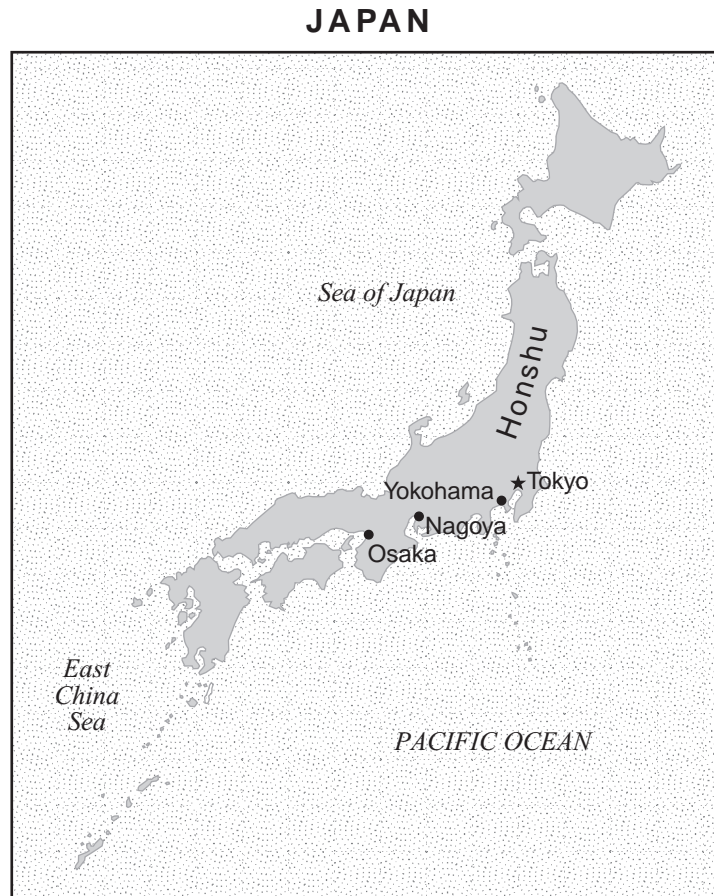 JAPAN
Sea of Japan
Honshu
Tokyo
Yokohama
Nagoya
Osaka
East
China
Sea
PACIFIC OCEAN